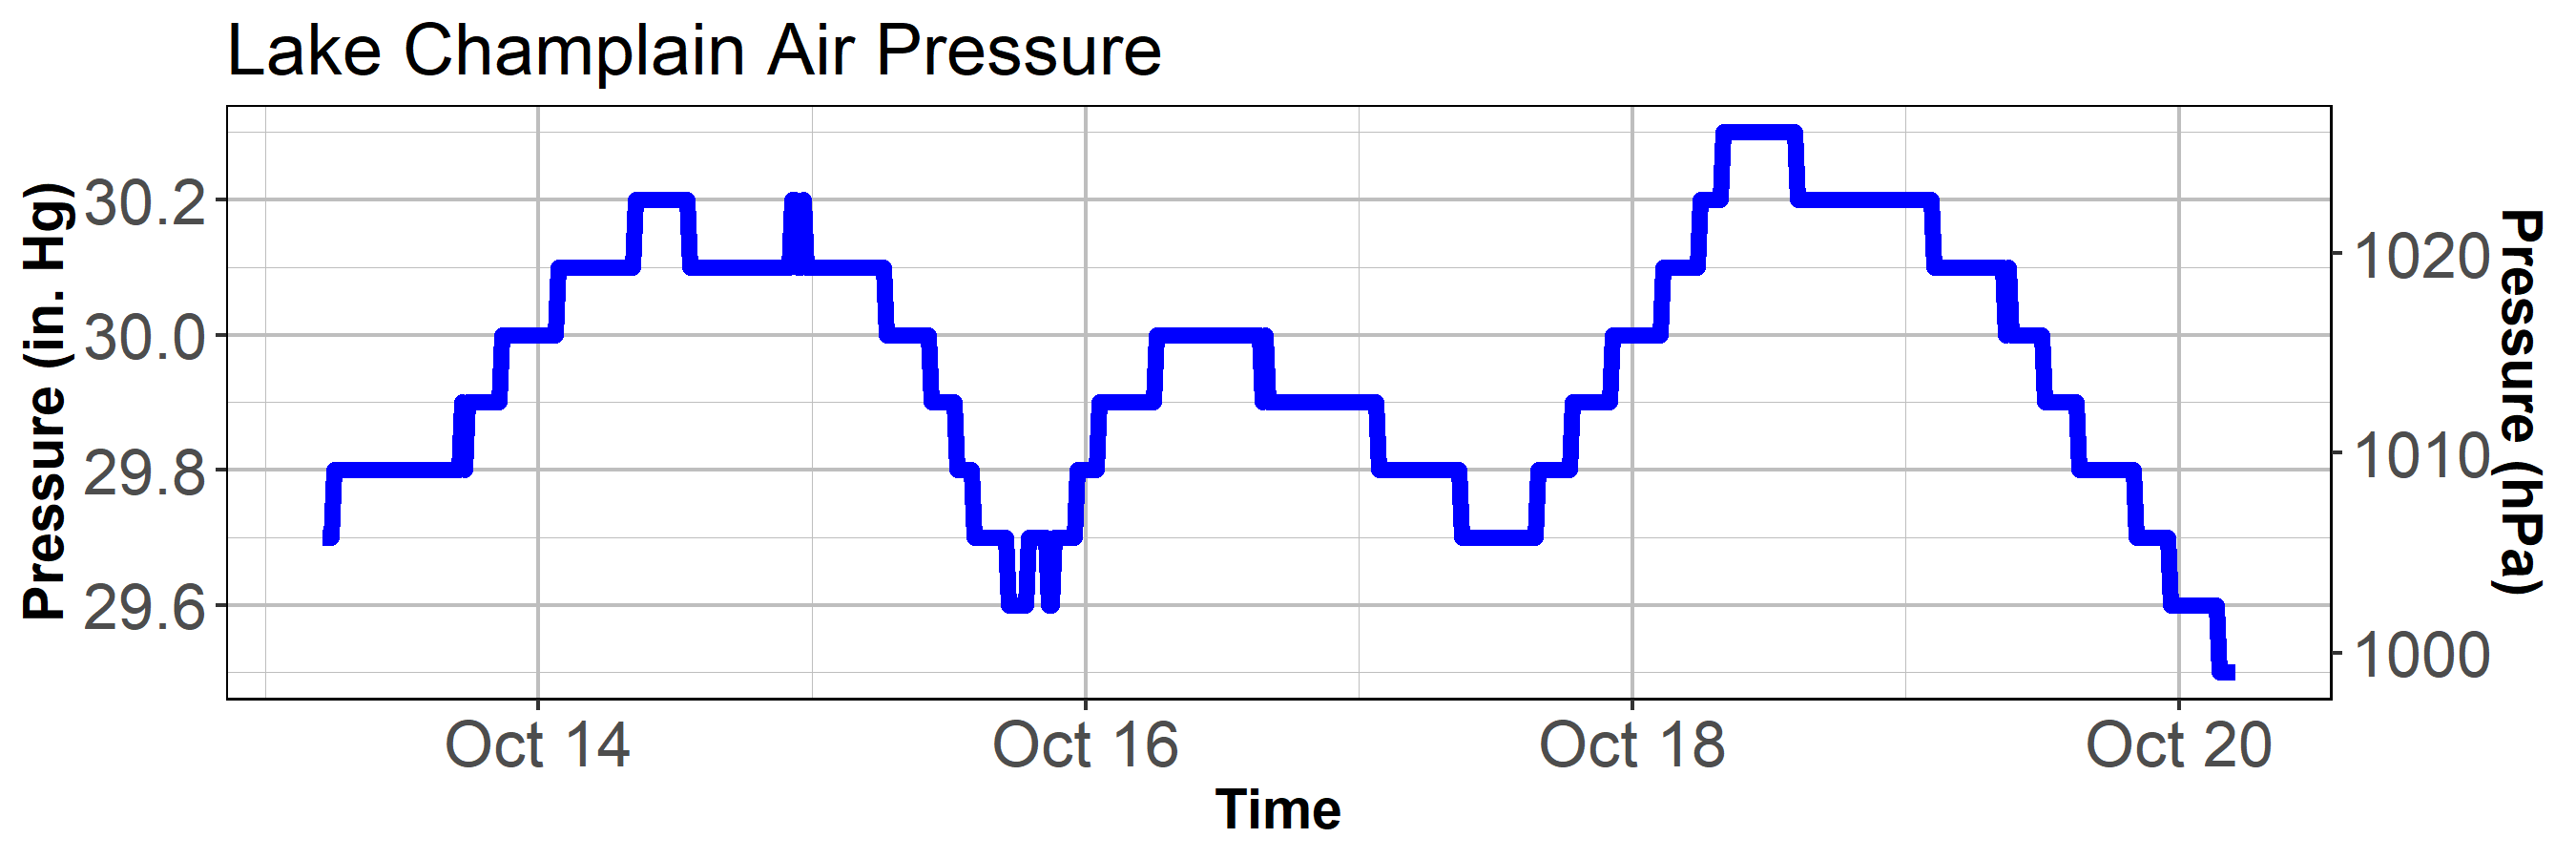 Lake Champlain Air Pressure
Pressure (in. Hg)
30.2
30.0
29.8
29.6
1020
1010
1000
Pressure (hPa)
Oct 14
Oct 16
Oct 18
Oct 20
Time